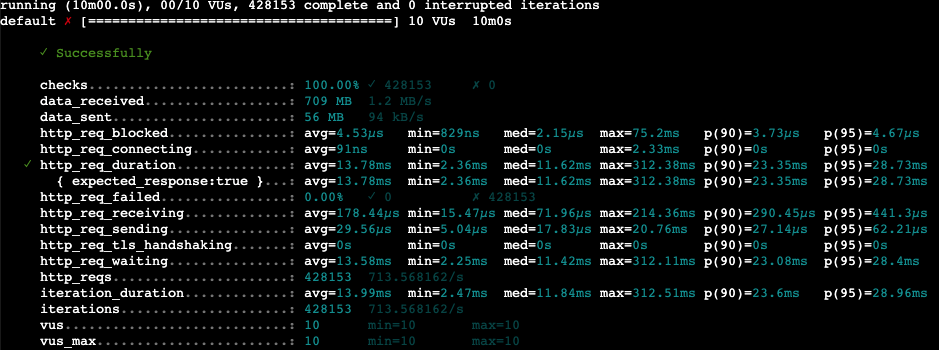 running (10m00.0s), 00/10 VUs, 428153 complete and 0 interrupted iterations
default ✗ [======================================] 10 VUs  10m0s
✓ Successfully
checks.........................: 100.00% ✓ 428153     ✗ 0
data_received..................: 709 MB  1.2 MB/s
data_sent......................: 56 MB   94 kB/s
http_req_blocked...............: avg=4.53µs   min=829ns   med=2.15µs  max=75.2ms   p(90)=3.73µs   p(95)=4.67µs
http_req_connecting............: avg=91ns     min=0s      med=0s      max=2.33ms   p(90)=0s       p(95)=0s
✓ http_req_duration..............: avg=13.78ms  min=2.36ms  med=11.62ms max=312.38ms p(90)=23.35ms  p(95)=28.73ms
{ expected_response:true }...: avg=13.78ms  min=2.36ms  med=11.62ms max=312.38ms p(90)=23.35ms  p(95)=28.73ms
http_req_failed................: 0.00%   ✓ 0          ✗ 428153
http_req_receiving.............: avg=178.44µs min=15.47µs med=71.96µs max=214.36ms p(90)=290.45µs p(95)=441.3µs
http_req_sending...............: avg=29.56µs  min=5.04µs  med=17.83µs max=20.76ms  p(90)=27.14µs  p(95)=62.21µs
http_req_tls_handshaking.......: avg=0s       min=0s      med=0s      max=0s       p(90)=0s       p(95)=0s
http_req_waiting...............: avg=13.58ms  min=2.25ms  med=11.42ms max=312.11ms p(90)=23.08ms  p(95)=28.4ms
http_reqs......................: 428153  713.568162/s
iteration_duration.............: avg=13.99ms  min=2.47ms  med=11.84ms max=312.51ms p(90)=23.6ms   p(95)=28.96ms
iterations.....................: 428153  713.568162/s
vus............................: 10      min=10       max=10
vus_max........................: 10      min=10       max=10